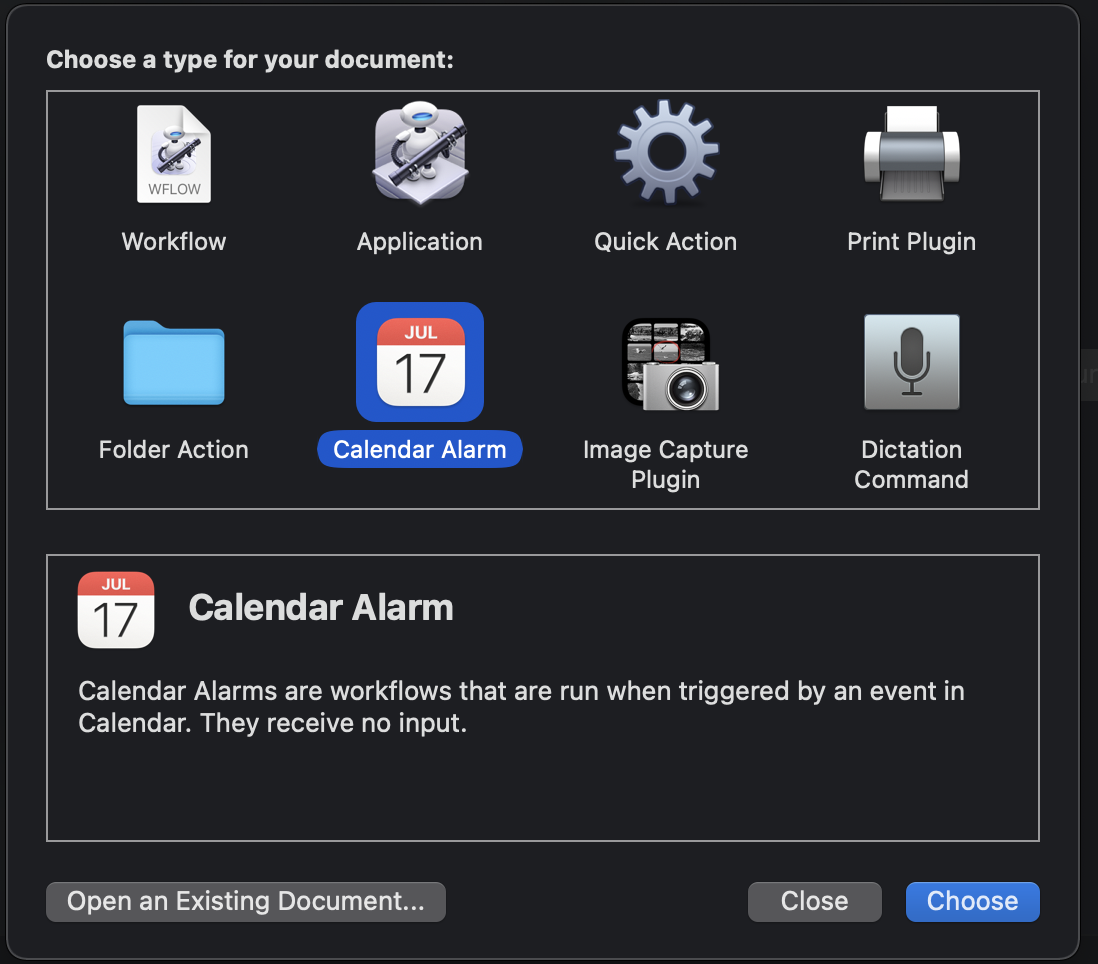 Choose a type for your document:
WFLOW
Workflow
Application
Quick Action
Print Plugin
JUL
17
Folder Action
Calendar Alarm
Image Capture
Plugin
Dictation
Command
JUL
17
Calendar Alarm
Calendar Alarms are workflows that are run when triggered by an event in
Calendar. They receive no input.
Open an Existing Document...
Close
Choose